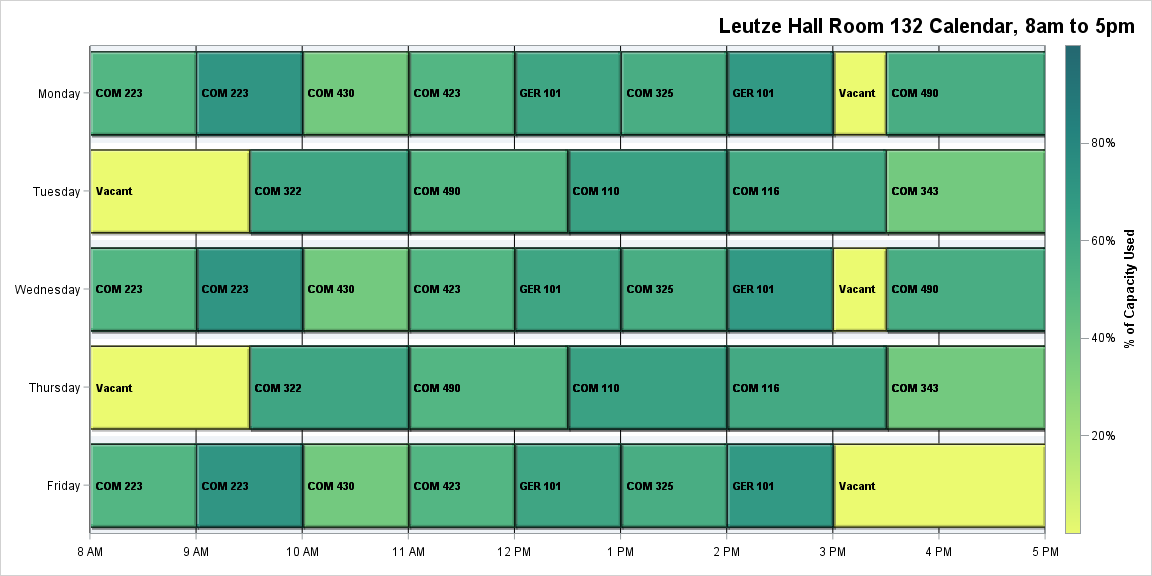 Leutze Hall Room 132 Calendar, 8am to 5pm
Monday COM 223 COM 223 COM 430 COM 423 GER 101 COM 325 GER 101 Vacant COM 490
80%
Tuesday Vacant COM 322 COM 490 COM 110 COM 116 COM 343
60%
Wednesday COM 223 COM 223 COM 430 COM 423 GER 101 COM 325 GER 101 Vacant COM 490
% of Capacity Used
40%
Thursday Vacant COM 322 COM 490 COM 110 COM 116 COM 343
20%
Friday COM 223 COM 223 COM 430 COM 423 GER 101 COM 325 GER 101 Vacant
8 AM 9 AM 10 AM 11 AM 12 PM 1 PM 2 PM 3 PM 4 PM 5 PM